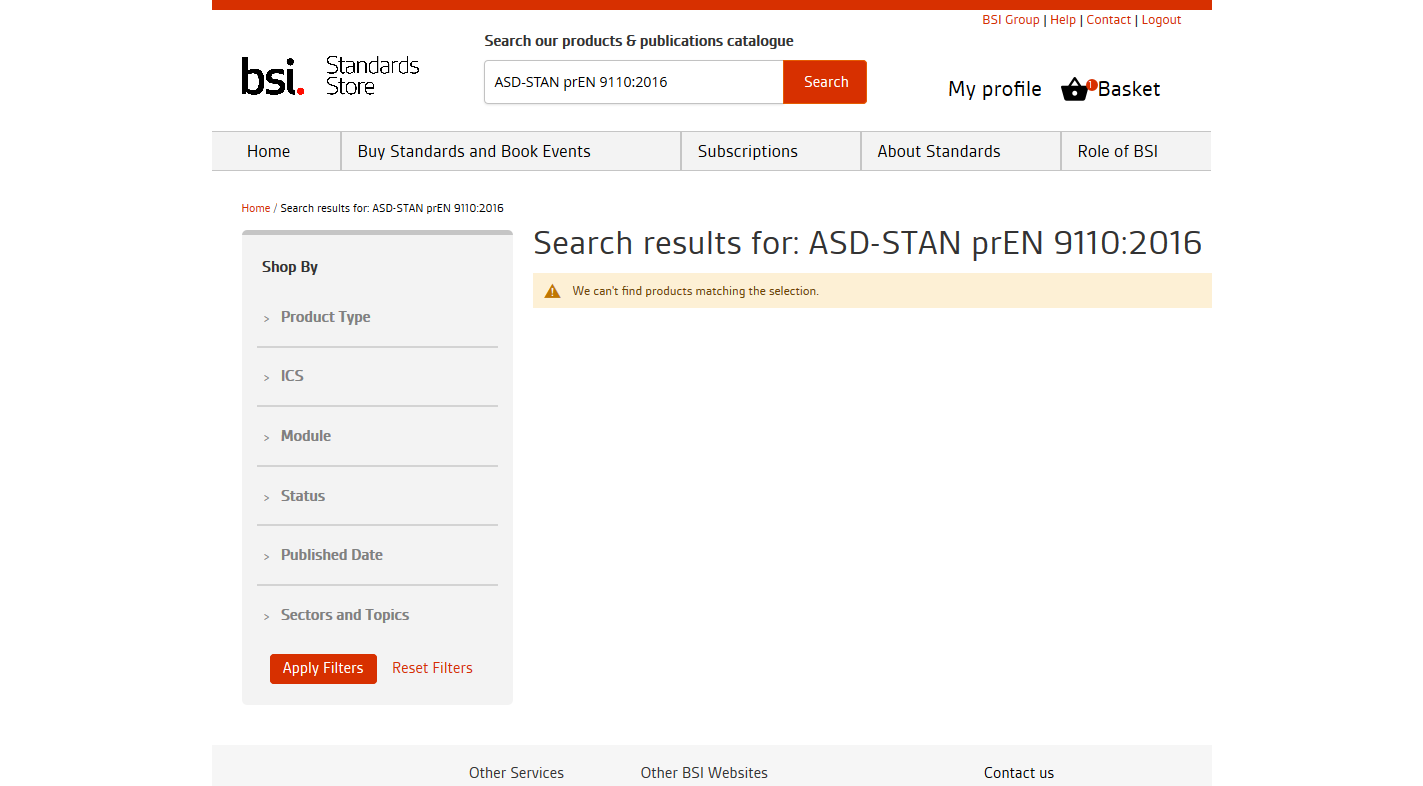 BSI Group | Help | Contact | Logout
Search our products & publications catalogue
bsi. Standards Store
ASD-STAN prEN 9110:2016
Search
My profile
1
Basket
Home
Buy Standards and Book Events
Subscriptions
About Standards
Role of BSI
Home / Search results for: ASD-STAN prEN 9110:2016
Shop By
> Product Type
> ICS
> Module
> Status
> Published Date
> Sectors and Topics
Apply Filters
Reset Filters
Search results for: ASD-STAN prEN 9110:2016
We can't find products matching the selection.
Other Services
Other BSI Websites
Contact us